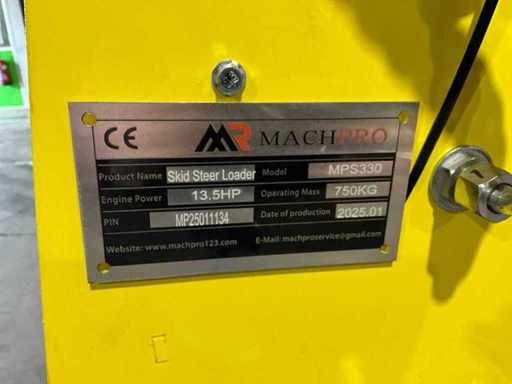 CE MR MACHPRO
Product Name Skid Steer Loader Model MPS330
Engine Power 13.5HP Operating Mass 750KG
PIN MP25011134 Date of production 2025.01
Website: www.machpro123.com E-Mail: machproservice@gmail.com